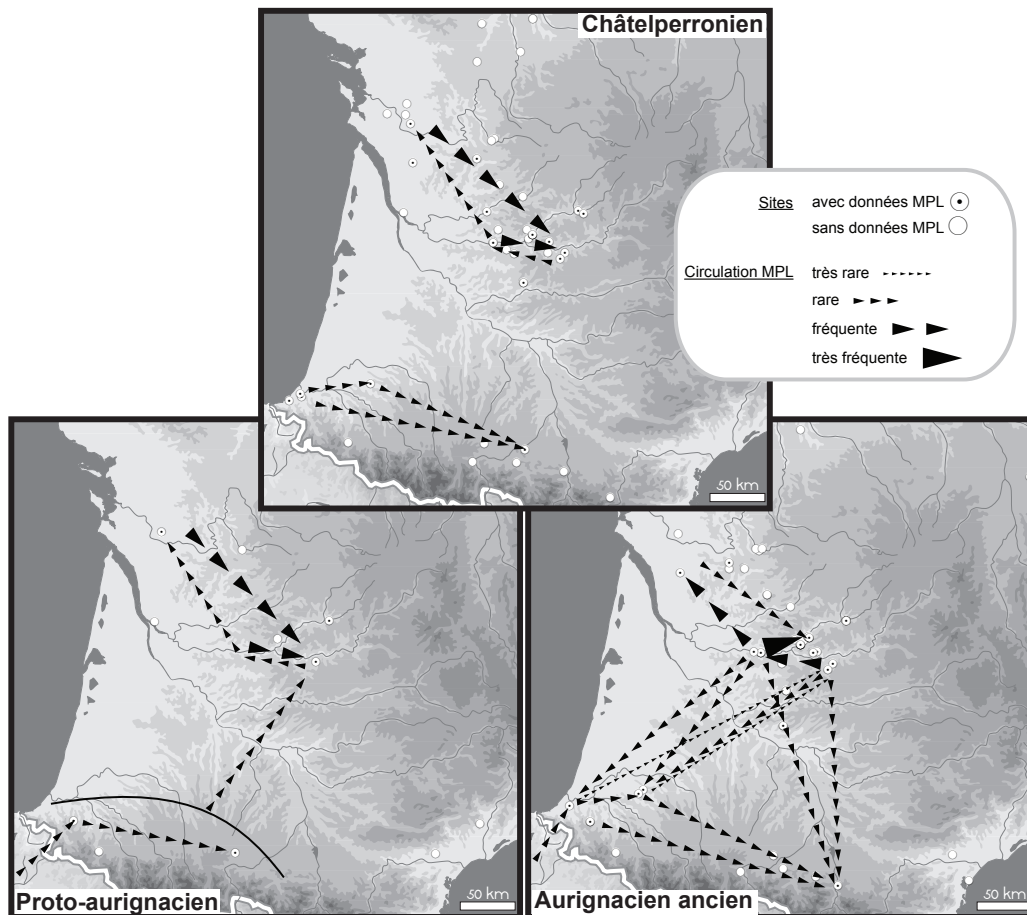 Châtelperronien
Sites avec données MPL
sans données MPL
Circulation MPL très rare
rare
fréquente
très fréquente
50 km
Proto-aurignacien
50 km
Aurignacien ancien
50 km